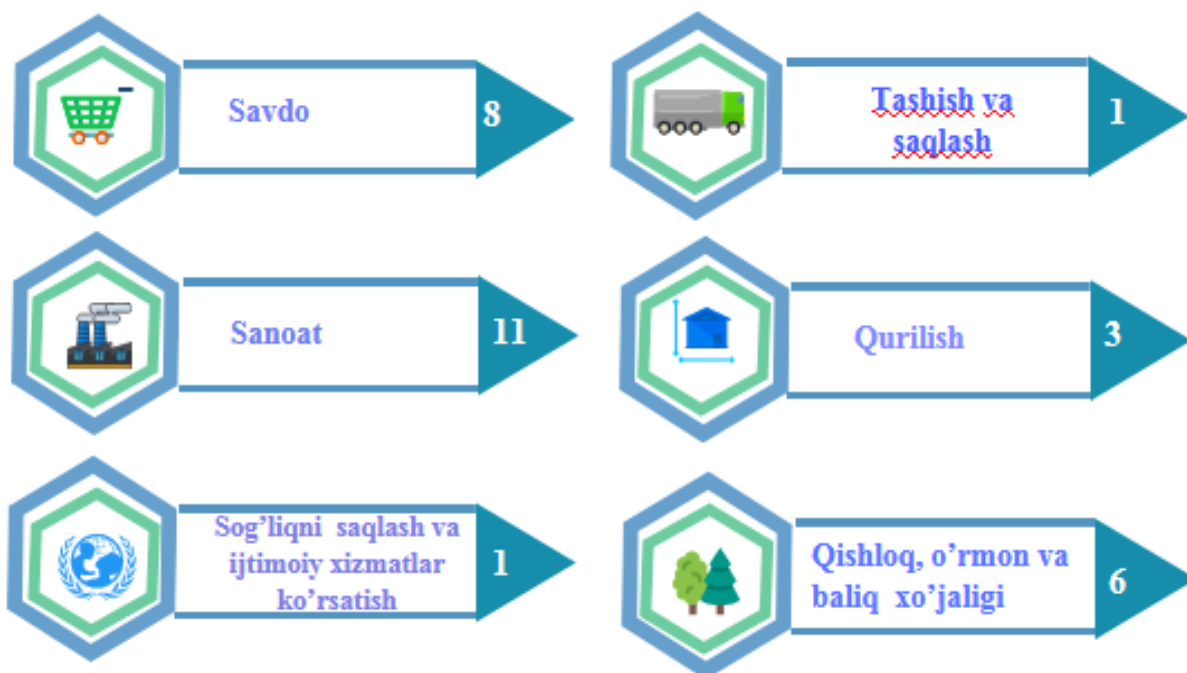 Savdo
8
Tashish va
saqlash
1
Sanoat
11
Qurilish
3
Sog’liqni saqlash va
ijtimoiy xizmatlar
ko’rsatish
1
Qishloq, o’rmon va
baliq xo’jaligi
6